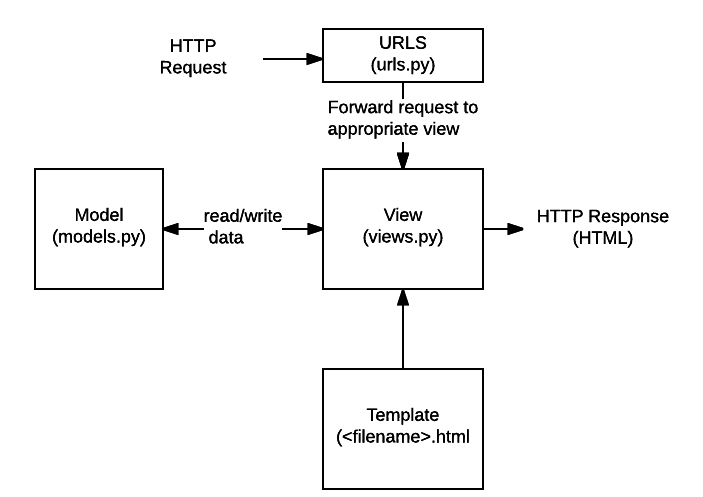 HTTP
Request
URLS
(urls.py)
Forward request to
appropriate view
Model
(models.py)
read/write
data
View
(views.py)
HTTP Response
(HTML)
Template
(<filename>.html